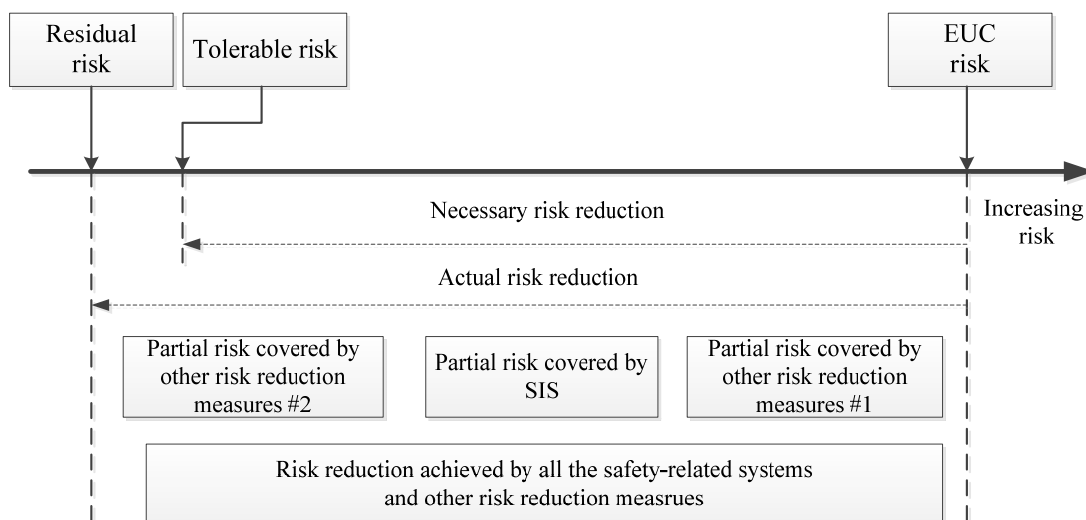 Residual
risk
Tolerable risk
EUC
risk
Necessary risk reduction
Increasing
risk
Actual risk reduction
Partial risk covered by
other risk reduction
measures #2
Partial risk covered by
SIS
Partial risk covered by
other risk reduction
measures #1
Risk reduction achieved by all the safety-related systems
and other risk reduction measrues